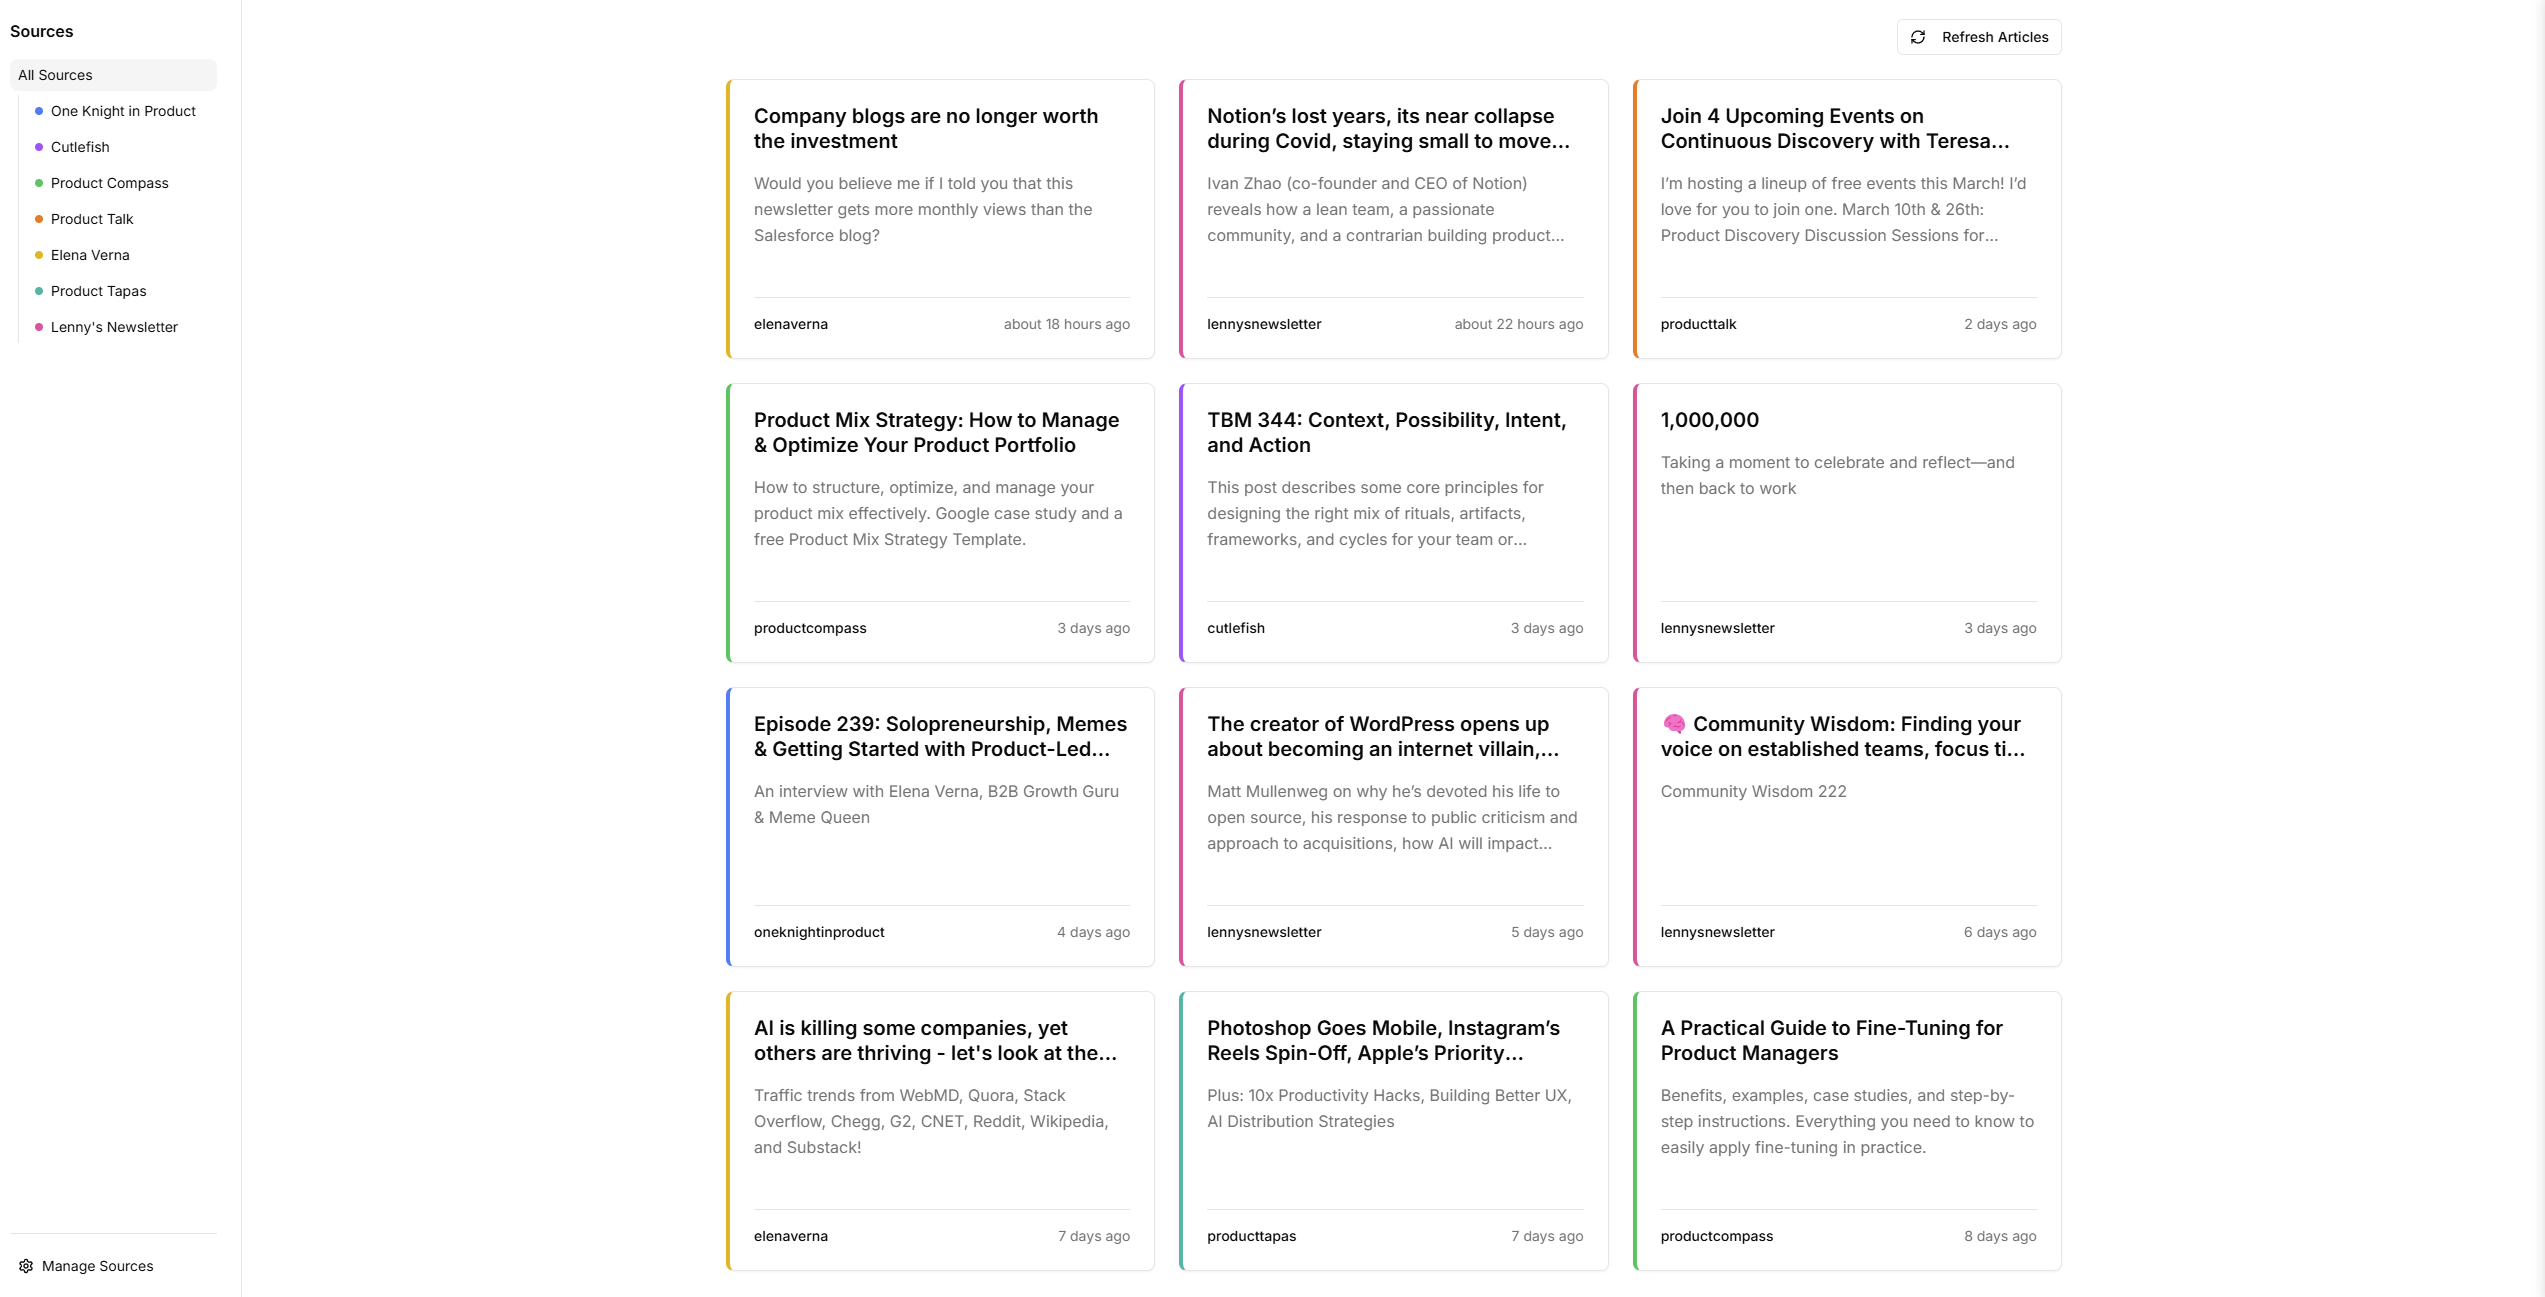 Sources
All Sources
One Knight in Product
Cutlefish
Product Compass
Product Talk
Elena Verna
Product Tapas
Lenny's Newsletter
Manage Sources
Refresh Articles
Company blogs are no longer worth
the investment
Would you believe me if I told you that this
newsletter gets more monthly views than the
Salesforce blog?
elenaverna
about 18 hours ago
Notion’s lost years, its near collapse
during Covid, staying small to move...
Ivan Zhao (co-founder and CEO of Notion)
reveals how a lean team, a passionate
community, and a contrarian building product...
lennysnewsletter
about 22 hours ago
Join 4 Upcoming Events on
Continuous Discovery with Teresa...
I’m hosting a lineup of free events this March! I’d
love for you to join one. March 10th & 26th:
Product Discovery Discussion Sessions for...
producttalk
2 days ago
Product Mix Strategy: How to Manage
& Optimize Your Product Portfolio
How to structure, optimize, and manage your
product mix effectively. Google case study and a
free Product Mix Strategy Template.
productcompass
3 days ago
TBM 344: Context, Possibility, Intent,
and Action
This post describes some core principles for
designing the right mix of rituals, artifacts,
frameworks, and cycles for your team or...
cutlefish
3 days ago
1,000,000
Taking a moment to celebrate and reflect—and
then back to work
lennysnewsletter
3 days ago
Episode 239: Solopreneurship, Memes
& Getting Started with Product-Led...
An interview with Elena Verna, B2B Growth Guru
& Meme Queen
oneknightinproduct
4 days ago
The creator of WordPress opens up
about becoming an internet villain,...
Matt Mullenweg on why he’s devoted his life to
open source, his response to public criticism and
approach to acquisitions, how AI will impact...
lennysnewsletter
5 days ago
🧠 Community Wisdom: Finding your
voice on established teams, focus ti...
Community Wisdom 222
lennysnewsletter
6 days ago
AI is killing some companies, yet
others are thriving - let's look at the...
Traffic trends from WebMD, Quora, Stack
Overflow, Chegg, G2, CNET, Reddit, Wikipedia,
and Substack!
elenaverna
7 days ago
Photoshop Goes Mobile, Instagram’s
Reels Spin-Off, Apple’s Priority...
Plus: 10x Productivity Hacks, Building Better UX,
AI Distribution Strategies
producttapas
7 days ago
A Practical Guide to Fine-Tuning for
Product Managers
Benefits, examples, case studies, and step-by-
step instructions. Everything you need to know to
easily apply fine-tuning in practice.
productcompass
8 days ago